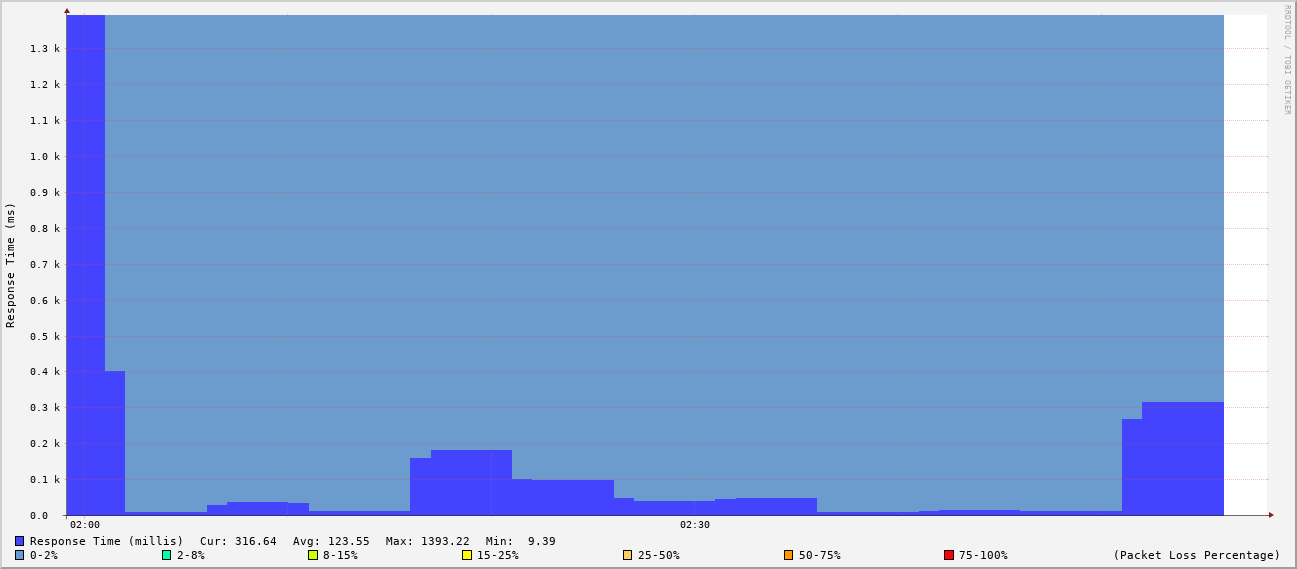 RRDTOOL / TOBI OETIKER
Response Time (ms)
1.3 k
1.2 k
1.1 k
1.0 k
0.9 k
0.8 k
0.7 k
0.6 k
0.5 k
0.4 k
0.3 k
0.2 k
0.1 k
0.0
02:00 02:30
Response Time (millis) Cur: 316.64 Avg: 123.55 Max: 1393.22 Min: 9.39
0-2% 2-8% 8-15% 15-25% 25-50% 50-75% 75-100% (Packet Loss Percentage)